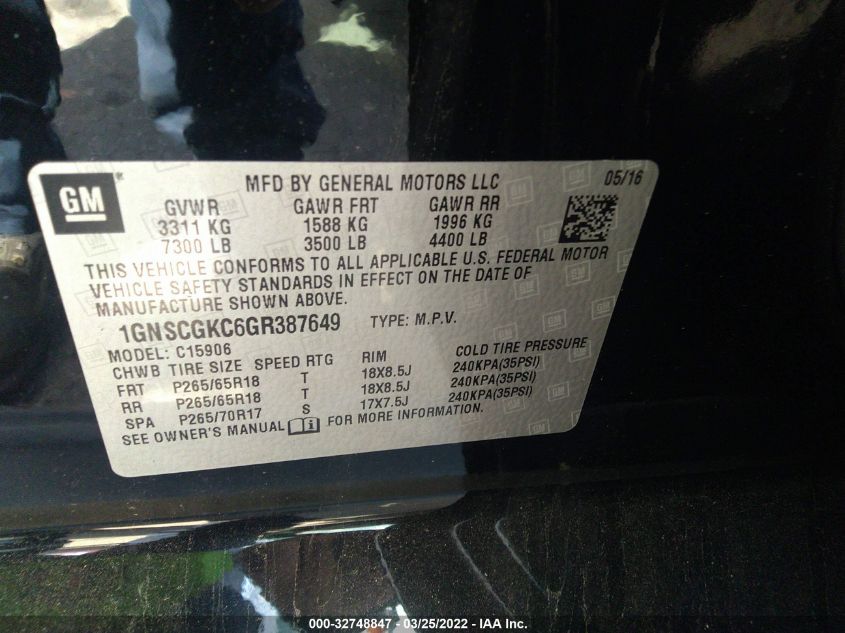 GM
MFD BY GENERAL MOTORS LLC 05/16
GVWR GAWR FRT GAWR RR
3311 KG 1588 KG 1996 KG
7300 LB 3500 LB 4400 LB
THIS VEHICLE CONFORMS TO ALL APPLICABLE U.S. FEDERAL MOTOR
VEHICLE SAFETY STANDARDS IN EFFECT ON THE DATE OF
MANUFACTURE SHOWN ABOVE.
1GNSCGKC6GR387649 TYPE: M.P.V.
MODEL: C15906
CHWB TIRE SIZE SPEED RTG RIM COLD TIRE PRESSURE
FRT P265/65R18 T 18X8.5J 240KPA(35PSI)
RR P265/65R18 T 18X8.5J 240KPA(35PSI)
SPA P265/70R17 S 17X7.5J 240KPA(35PSI)
SEE OWNER'S MANUAL FOR MORE INFORMATION.
000-32748847 - 03/25/2022 - IAA Inc.